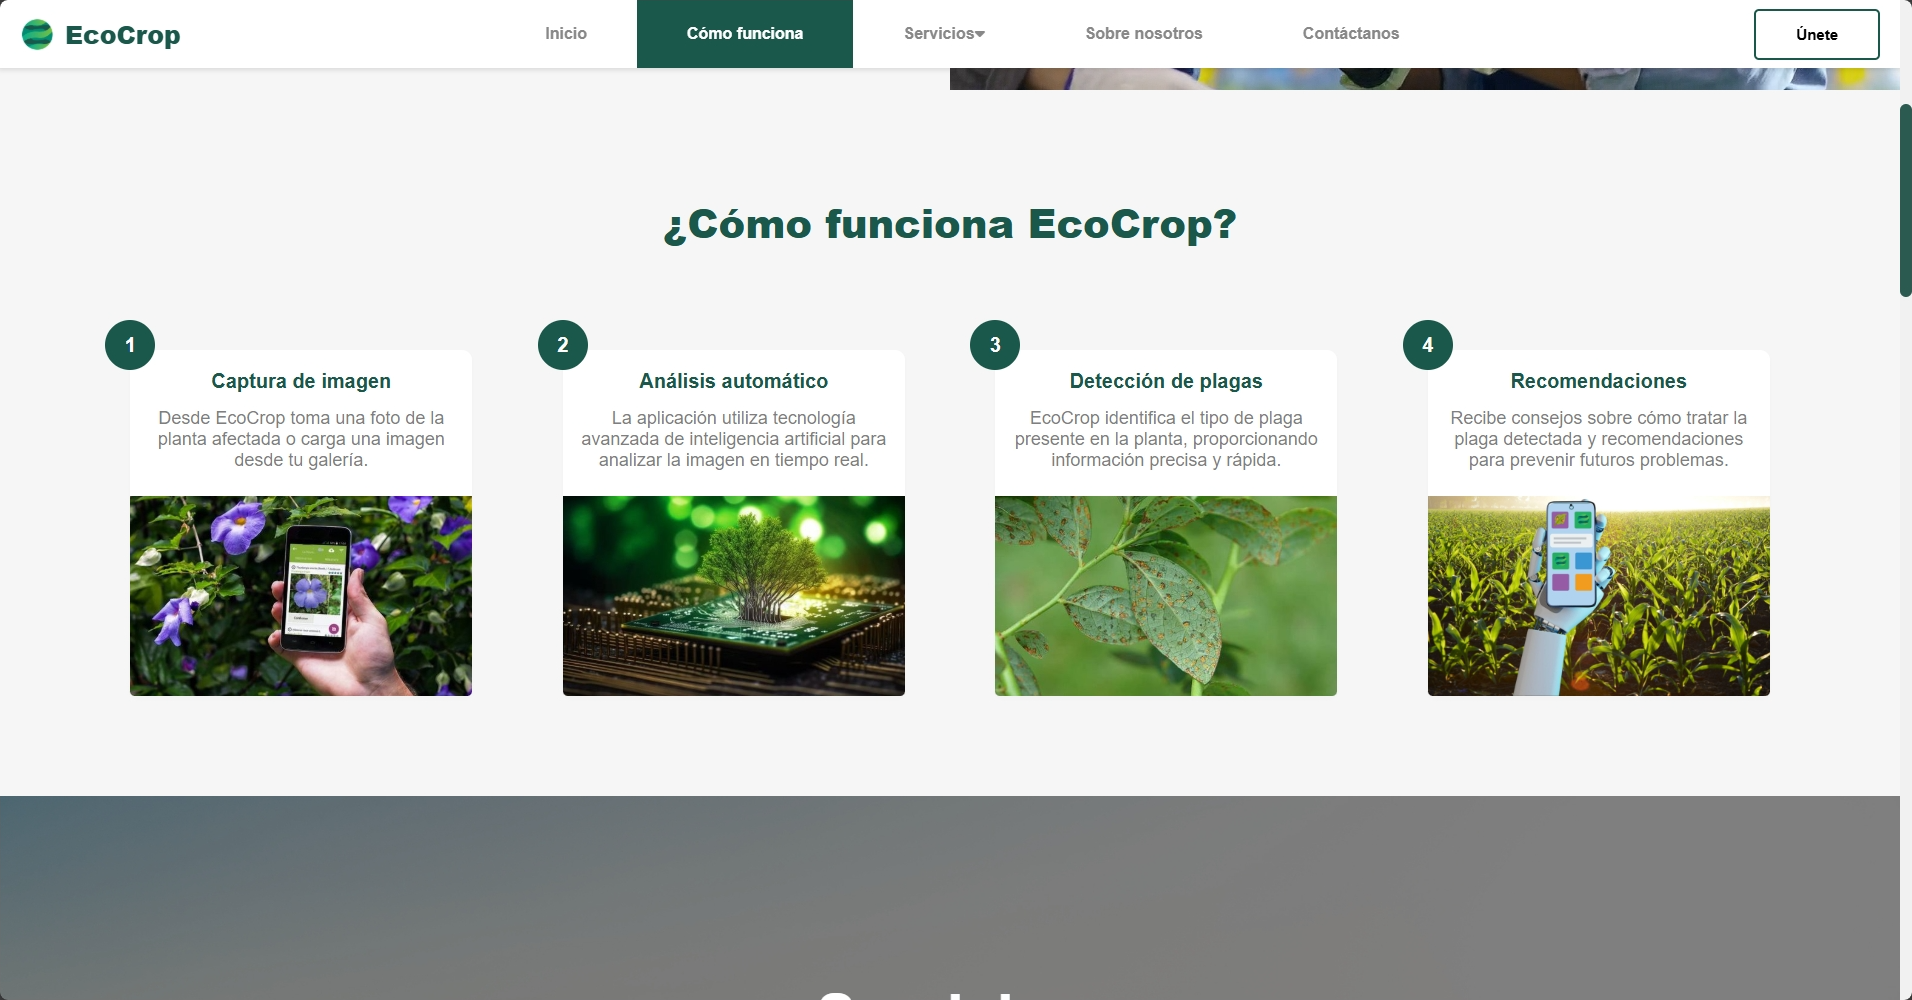 EcoCrop
Inicio
Cómo funciona
Servicios
Sobre nosotros
Contáctanos
Únete
¿Cómo funciona EcoCrop?
1
Captura de imagen
Desde EcoCrop toma una foto de la
planta afectada o carga una imagen
desde tu galería.
2
Análisis automático
La aplicación utiliza tecnología
avanzada de inteligencia artificial para
analizar la imagen en tiempo real.
3
Detección de plagas
EcoCrop identifica el tipo de plaga
presente en la planta, proporcionando
información precisa y rápida.
4
Recomendaciones
Recibe consejos sobre cómo tratar la
plaga detectada y recomendaciones
para prevenir futuros problemas.